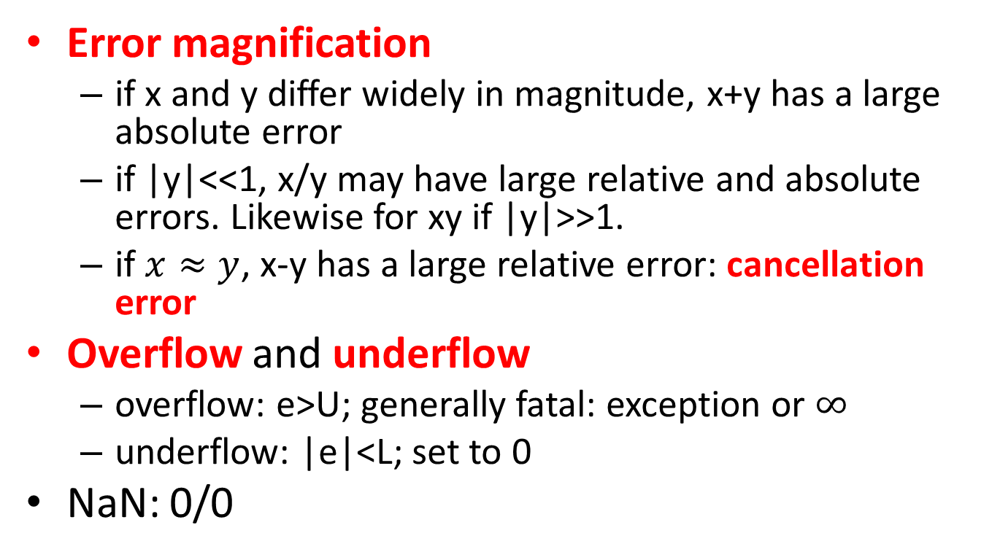 • Error magnification
– if x and y differ widely in magnitude, x+y has a large
absolute error
– if |y|<<1, x/y may have large relative and absolute
errors. Likewise for xy if |y|>>1.
– if 𝑥 ≈ 𝑦, x-y has a large relative error: cancellation
error
• Overflow and underflow
– overflow: e>U; generally fatal: exception or ∞
– underflow: |e|<L; set to 0
• NaN: 0/0